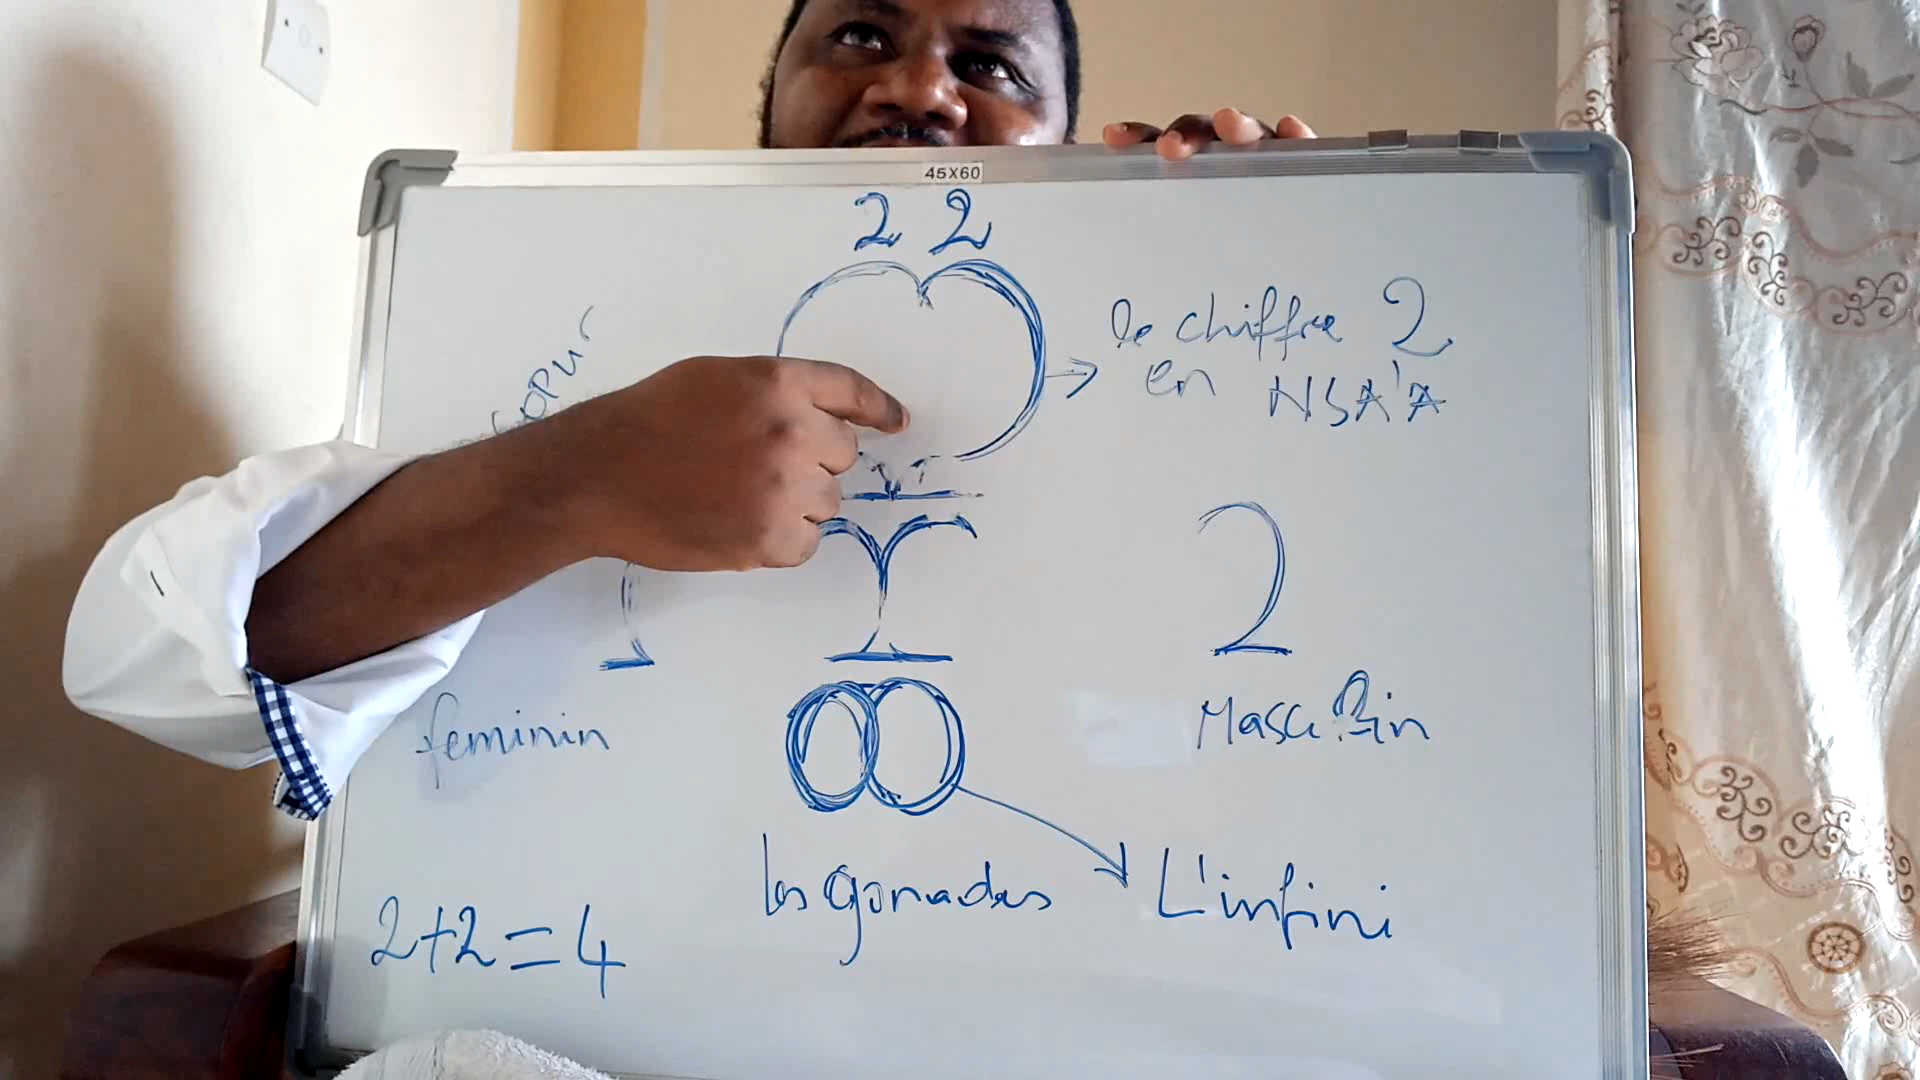 45X60
2 2
le chiffre 2
en NSA'A
2
feminin
Masculin
les gonades
L'infini
2+2=4